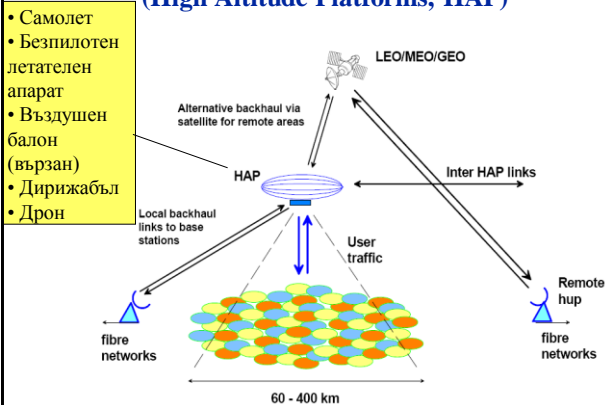 (High Altitude Platforms, HAP)
• Самолет
• Безпилотен
летателен
апарат
• Въздушен
балон
(вързан)
• Дирижабъл
• Дрон
LEO/MEO/GEO
Alternative backhaul via
satellite for remote areas
HAP
Inter HAP links
Local backhaul
links to base
stations
User
traffic
Remote
hup
fibre
networks
fibre
networks
60 - 400 km